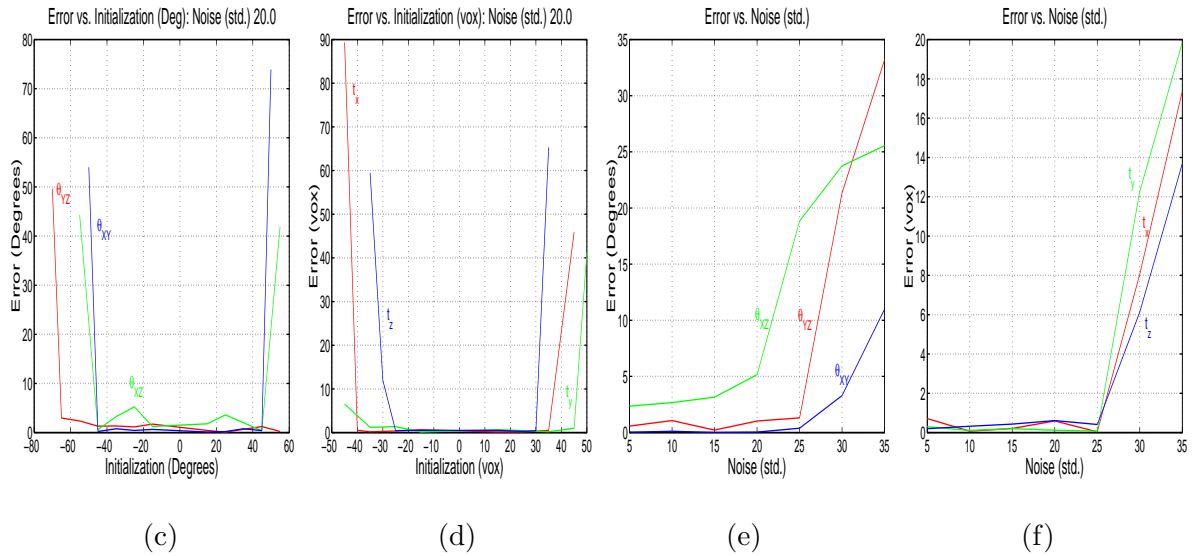 Error vs. Initialization (Deg): Noise (std.) 20.0
80
70
60
50
40
30
20
10
0
Error (Degrees)
θYZ
θXY
θXZ
−80 −60 −40 −20 0 20 40 60
Initialization (Degrees)
(c)
Error vs. Initialization (vox): Noise (std.) 20.0
90
80
70
60
50
40
30
20
10
0
Error (vox)
tx
tz
ty
−50 −40 −30 −20 −10 0 10 20 30 40 50
Initialization (vox)
(d)
Error vs. Noise (std.)
35
30
25
20
15
10
5
0
Error (Degrees)
θXZ
θYZ
θXY
5 10 15 20 25 30 35
Noise (std.)
(e)
Error vs. Noise (std.)
20
18
16
14
12
10
8
6
4
2
0
Error (vox)
ty
tx
tz
5 10 15 20 25 30 35
Noise (std.)
(f)